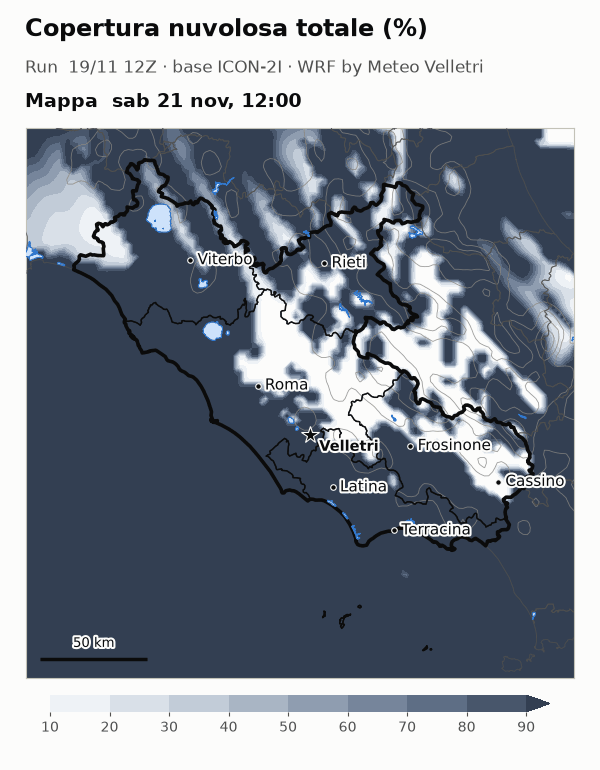 Copertura nuvolosa totale (%)
Run 19/11 12Z · base ICON-2I · WRF by Meteo Velletri
Mappa sab 21 nov, 12:00
Viterbo
Rieti
Roma
Velletri
Frosinone
Cassino
Latina
Terracina
50 km
10 20 30 40 50 60 70 80 90